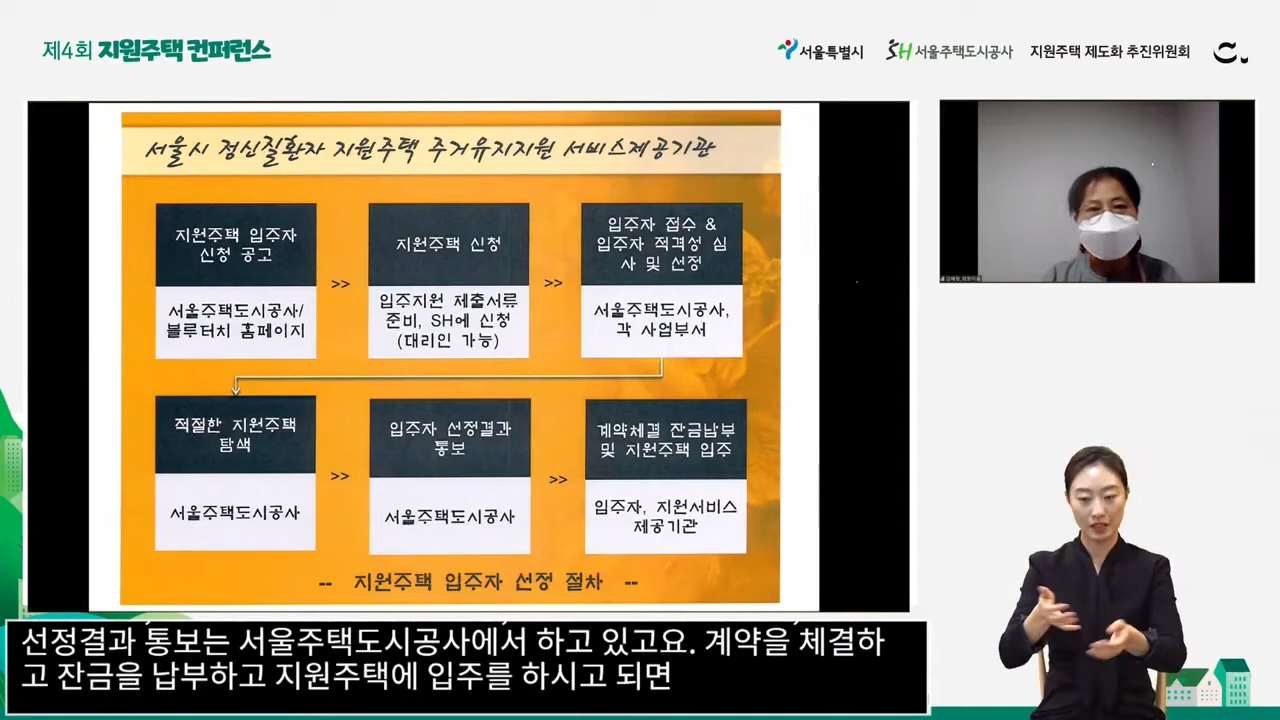 제4회 지원주택 컨퍼런스
서울특별시
SH 서울주택도시공사
지원주택 제도화 추진위원회
서울시 정신질환자 지원주택 주거유지지원 서비스제공기관
지원주택 입주자
신청 공고
서울주택도시공사/
블루터치 홈페이지
>>
지원주택 신청
입주지원 제출서류
준비, SH에 신청
(대리인 가능)
>>
입주자 접수 &
입주자 적격성 심
사 및 선정
서울주택도시공사,
각 사업부서
적절한 지원주택
탐색
서울주택도시공사
>>
입주자 선정결과
통보
서울주택도시공사
>>
계약체결 잔금납부
및 지원주택 입주
입주자, 지원서비스
제공기관
-- 지원주택 입주자 선정 절차 --
선정결과 통보는 서울주택도시공사에서 하고 있고요. 계약을 체결하
고 잔금을 납부하고 지원주택에 입주를 하시고 되면